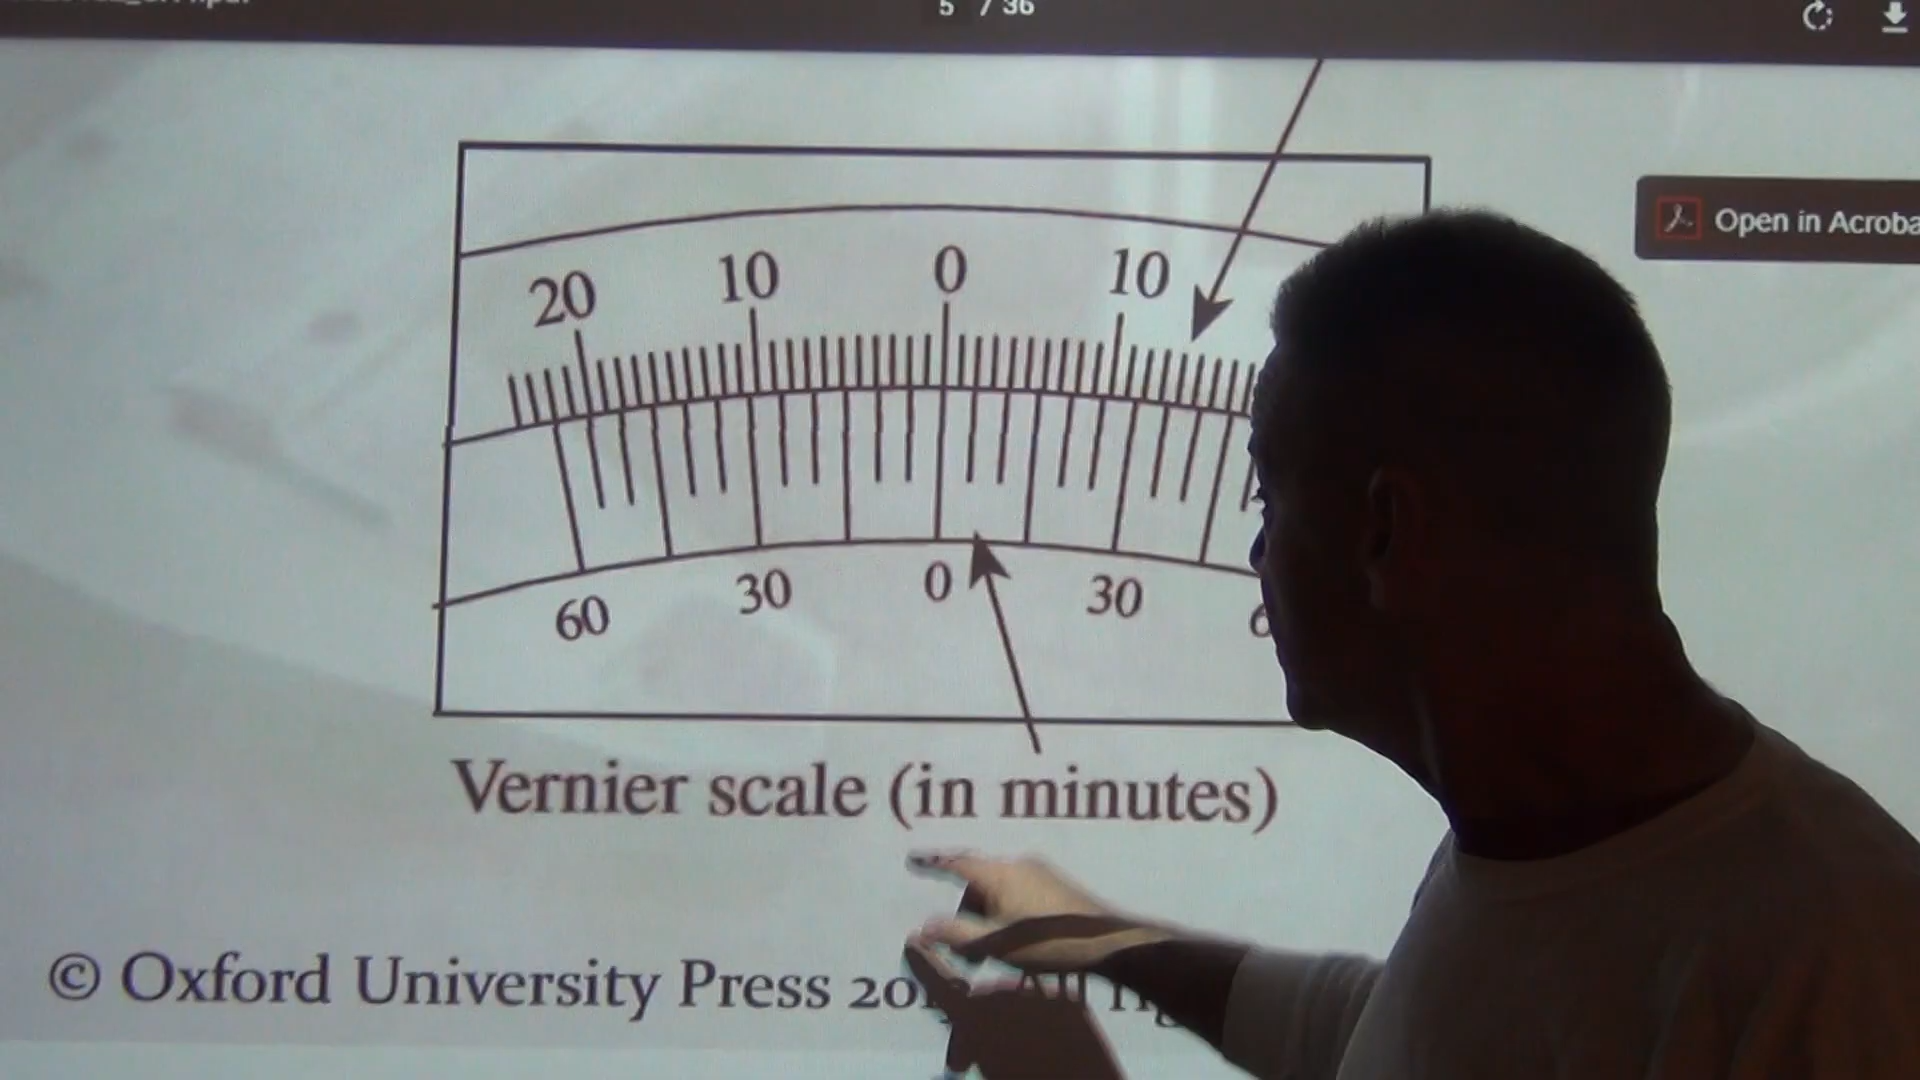 5 / 36
Open in Acroba
20 10 0 10
60 30 0 30 6
Vernier scale (in minutes)
© Oxford University Press